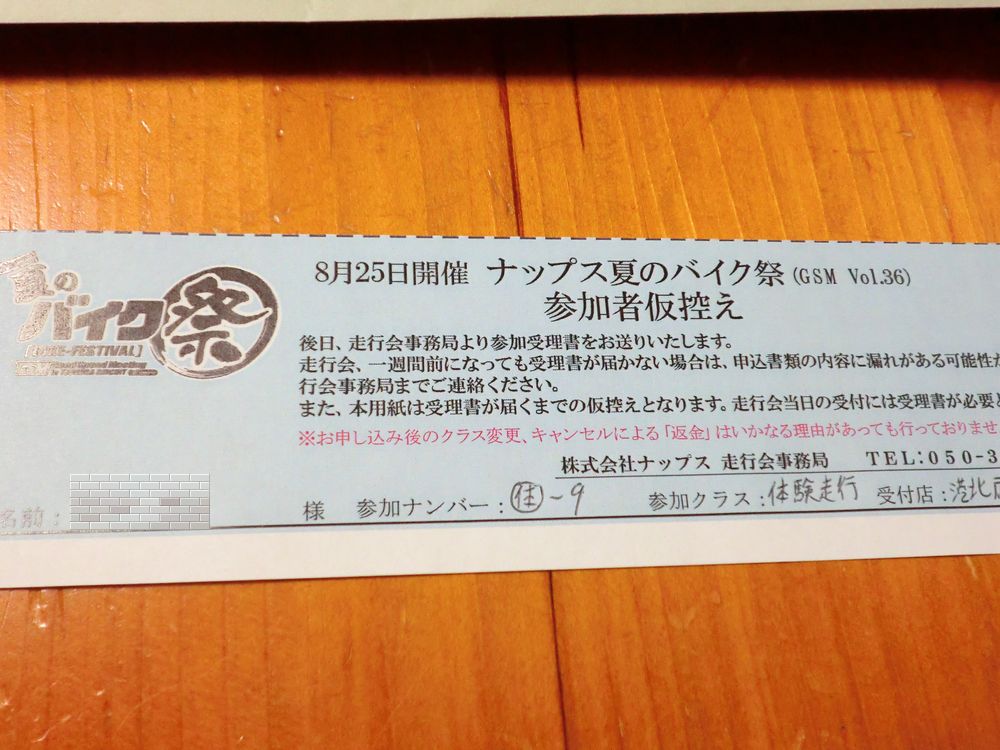 夏の
バイク祭
[BIKE-FESTIVAL]
8月25日開催 ナップス夏のバイク祭(GSM Vol.36)
参加者仮控え
後日、走行会事務局より参加受理書をお送りいたします。
走行会、一週間前になっても受理書が届かない場合は、申込書類の内容に漏れがある可能性が
行会事務局までご連絡ください。
また、本用紙は受理書が届くまでの仮控えとなります。走行会当日の受付には受理書が必要と
※お申し込み後のクラス変更、キャンセルによる「返金」はいかなる理由があっても行っておりませ
株式会社ナップス 走行会事務局 TEL:050-3
名前: 様 参加ナンバー: -9 参加クラス:体験走行 受付店:港北